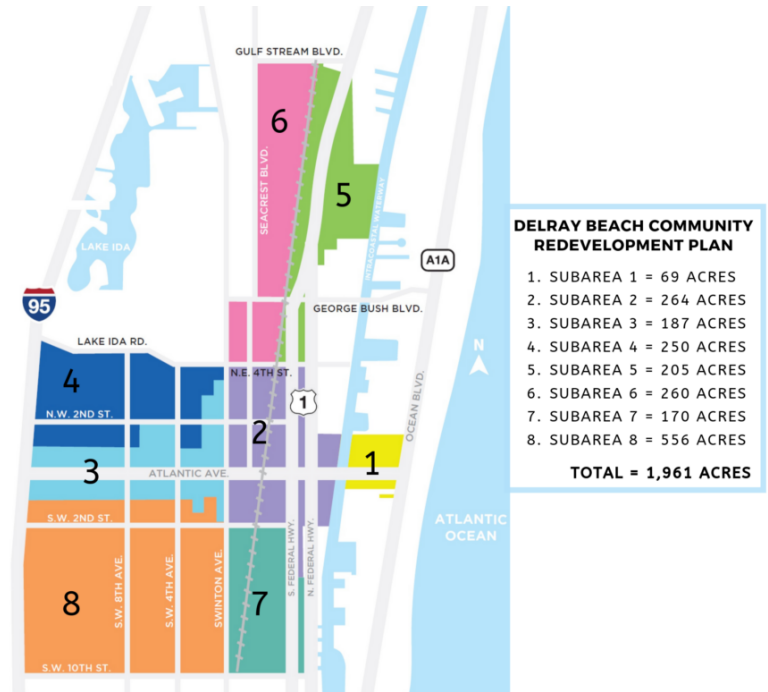 GULF STREAM BLVD.
6
SEACREST BLVD.
5
INTRACOASTAL WATERWAY
LAKE IDA
A1A
95
GEORGE BUSH BLVD.
LAKE IDA RD.
N
4
N.E. 4TH ST.
1
OCEAN BLVD.
N.W. 2ND ST.
2
3
1
ATLANTIC AVE.
S.W. 2ND ST.
ATLANTIC
OCEAN
S.W. 8TH AVE.
S.W. 4TH AVE.
SWINTON AVE.
S. FEDERAL HWY.
N. FEDERAL HWY.
8
7
S.W. 10TH ST.
DELRAY BEACH COMMUNITY
REDEVELOPMENT PLAN
1. SUBAREA 1 = 69 ACRES
2. SUBAREA 2 = 264 ACRES
3. SUBAREA 3 = 187 ACRES
4. SUBAREA 4 = 250 ACRES
5. SUBAREA 5 = 205 ACRES
6. SUBAREA 6 = 260 ACRES
7. SUBAREA 7 = 170 ACRES
8. SUBAREA 8 = 556 ACRES
TOTAL = 1,961 ACRES